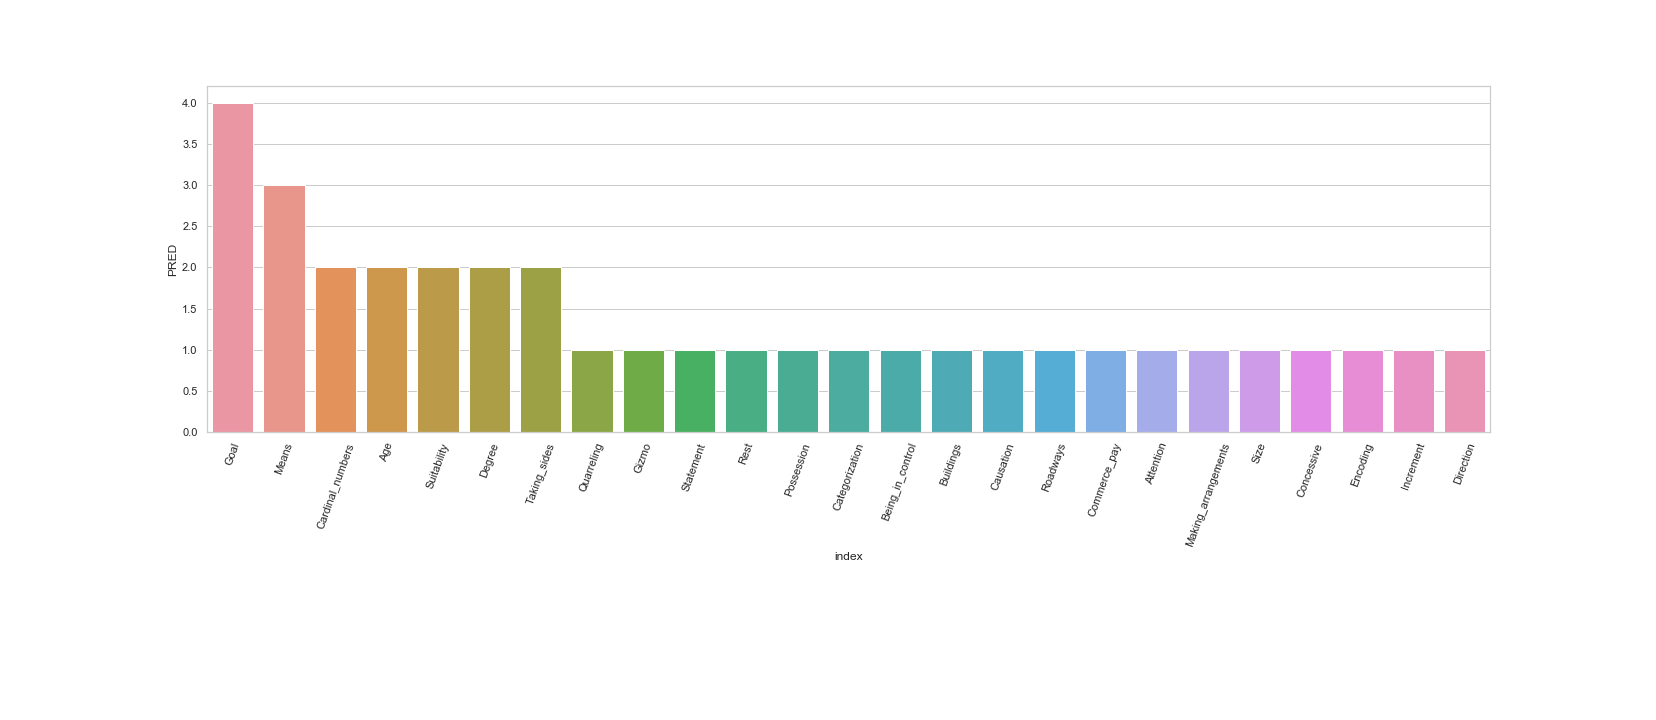 4.0
3.5
3.0
2.5
2.0
1.5
1.0
0.5
0.0
PRED
Goal
Means
Cardinal_numbers
Age
Suitability
Degree
Taking_sides
Quarreling
Gizmo
Statement
Rest
Possession
Categorization
Being_in_control
Buildings
Causation
Roadways
Commerce_pay
Attention
Making_arrangements
Size
Concessive
Encoding
Increment
Direction
index